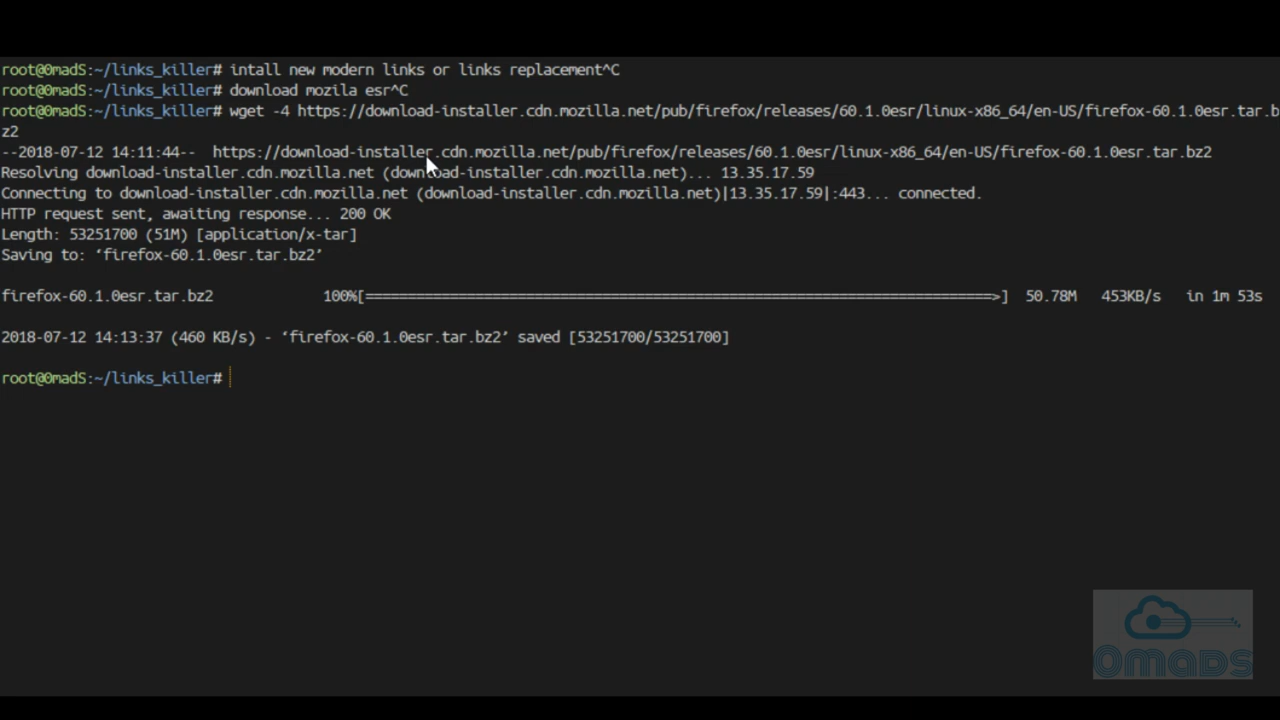 root@0madS:~/links_killer# intall new modern links or links replacement^C
root@0madS:~/links_killer# download mozila esr^C
root@0madS:~/links_killer# wget -4 https://download-installer.cdn.mozilla.net/pub/firefox/releases/60.1.0esr/linux-x86_64/en-US/firefox-60.1.0esr.tar.b
z2
--2018-07-12 14:11:44--  https://download-installer.cdn.mozilla.net/pub/firefox/releases/60.1.0esr/linux-x86_64/en-US/firefox-60.1.0esr.tar.bz2
Resolving download-installer.cdn.mozilla.net (download-installer.cdn.mozilla.net)... 13.35.17.59
Connecting to download-installer.cdn.mozilla.net (download-installer.cdn.mozilla.net)|13.35.17.59|:443... connected.
HTTP request sent, awaiting response... 200 OK
Length: 53251700 (51M) [application/x-tar]
Saving to: ‘firefox-60.1.0esr.tar.bz2’
firefox-60.1.0esr.tar.bz2 100%[===================================================================================>] 50.78M 453KB/s in 1m 53s
2018-07-12 14:13:37 (460 KB/s) - ‘firefox-60.1.0esr.tar.bz2’ saved [53251700/53251700]
root@0madS:~/links_killer#
0maDS